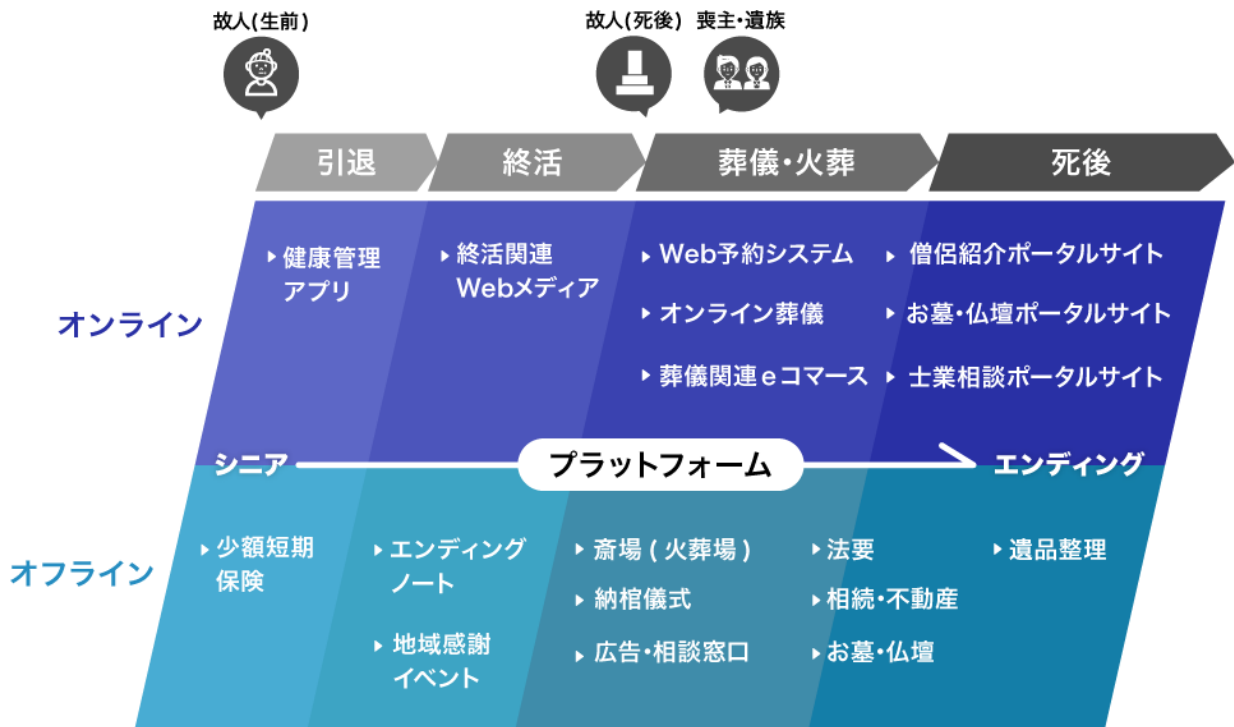 故人(生前)
故人(死後)
喪主・遺族
引退
終活
葬儀・火葬
死後
オンライン
健康管理
アプリ
終活関連
Webメディア
Web予約システム
オンライン葬儀
葬儀関連eコマース
僧侶紹介ポータルサイト
お墓・仏壇ポータルサイト
士業相談ポータルサイト
シニア
プラットフォーム
エンディング
オフライン
少額短期
保険
エンディング
ノート
地域感謝
イベント
斎場(火葬場)
納棺儀式
広告・相談窓口
法要
相続・不動産
お墓・仏壇
遺品整理